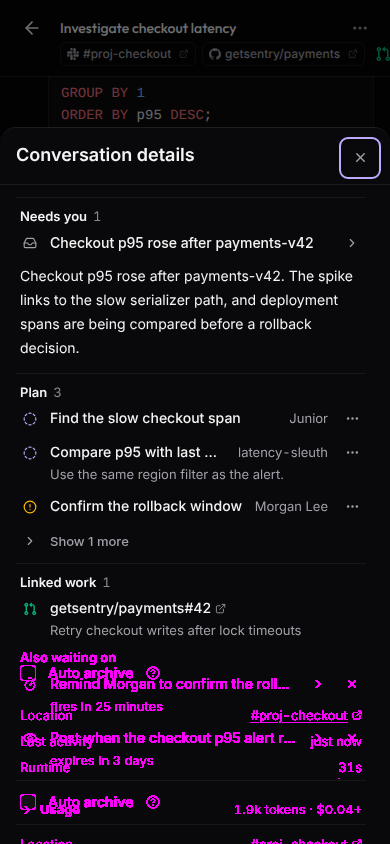 Investigate checkout latency
#proj-checkout
getsentry/payments
GROUP BY 1
ORDER BY p95 DESC;
Conversation details
Needs you 1
Checkout p95 rose after payments-v42
Checkout p95 rose after payments-v42. The spike
links to the slow serializer path, and deployment
spans are being compared before a rollback
decision.
Plan 3
Find the slow checkout span Junior
Compare p95 with last ... latency-sleuth
Use the same region filter as the alert.
Confirm the rollback window Morgan Lee
Show 1 more
Linked work 1
getsentry/payments#42
Retry checkout writes after lock timeouts
Also waiting on
Auto archive
Remind Morgan to confirm the roll...
fires in 25 minutes
Location #proj-checkout
Post when the checkout p95 alert r...
Last activity just now
expires in 3 days
Runtime 31s
Auto archive
Usage 1.9k tokens · $0.04+
Location #proj-checkout